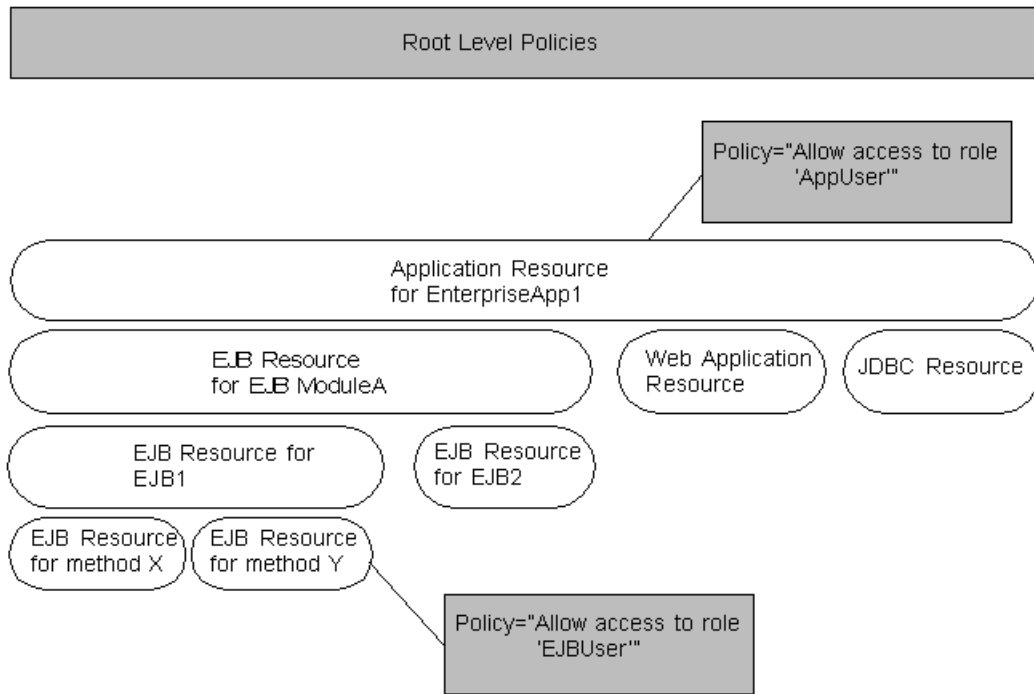 Root Level Policies
Policy="Allow access to role
'AppUser'"
Application Resource
for EnterpriseApp1
EJB Resource
for EJB ModuleA
Web Application
Resource
JDBC Resource
EJB Resource for
EJB1
EJB Resource
for EJB2
EJB Resource
for method X
EJB Resource
for method Y
Policy="Allow access to role
'EJBUser'"